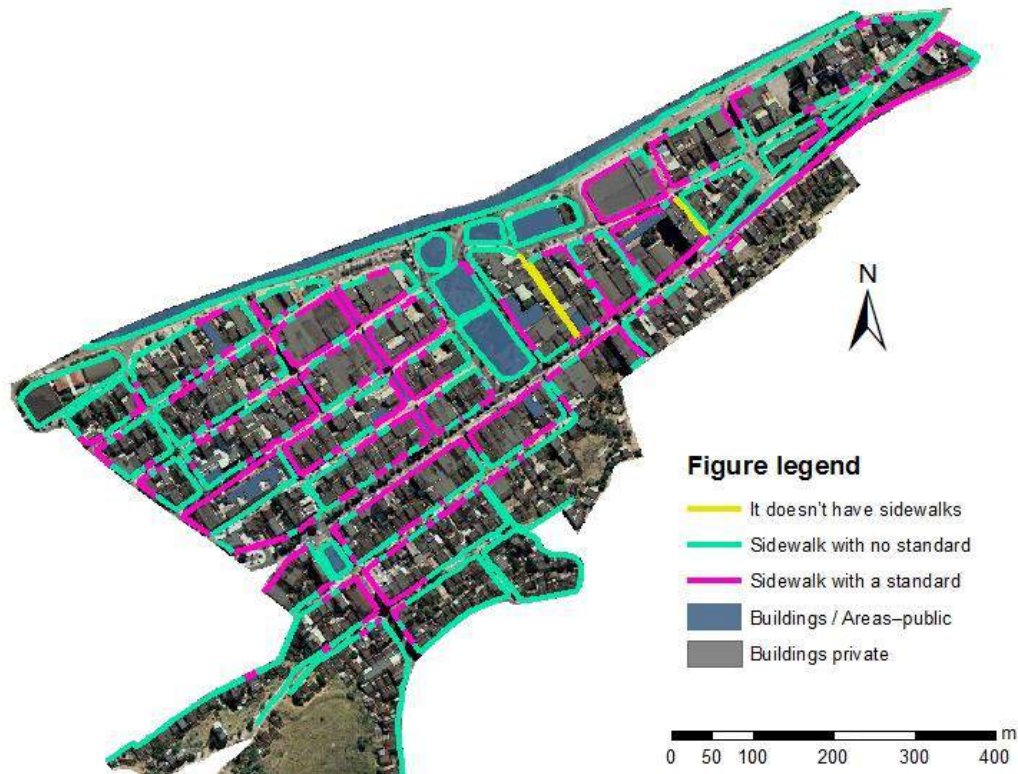 N
Figure legend
It doesn't have sidewalks
Sidewalk with no standard
Sidewalk with a standard
Buildings / Areas–public
Buildings private
m
0 50 100 200 300 400